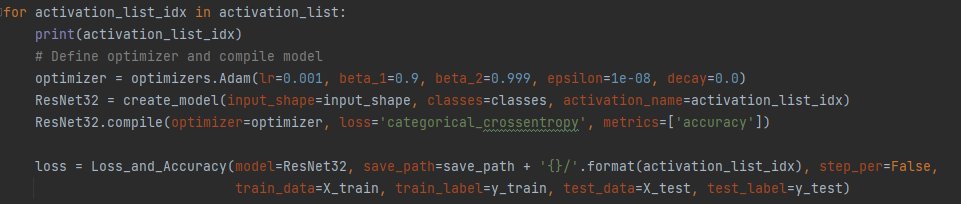 for activation_list_idx in activation_list:
    print(activation_list_idx)
    # Define optimizer and compile model
    optimizer = optimizers.Adam(lr=0.001, beta_1=0.9, beta_2=0.999, epsilon=1e-08, decay=0.0)
    ResNet32 = create_model(input_shape=input_shape, classes=classes, activation_name=activation_list_idx)
    ResNet32.compile(optimizer=optimizer, loss='categorical_crossentropy', metrics=['accuracy'])

    loss = Loss_and_Accuracy(model=ResNet32, save_path=save_path + '{}/'.format(activation_list_idx), step_per=False,
                             train_data=X_train, train_label=y_train, test_data=X_test, test_label=y_test)